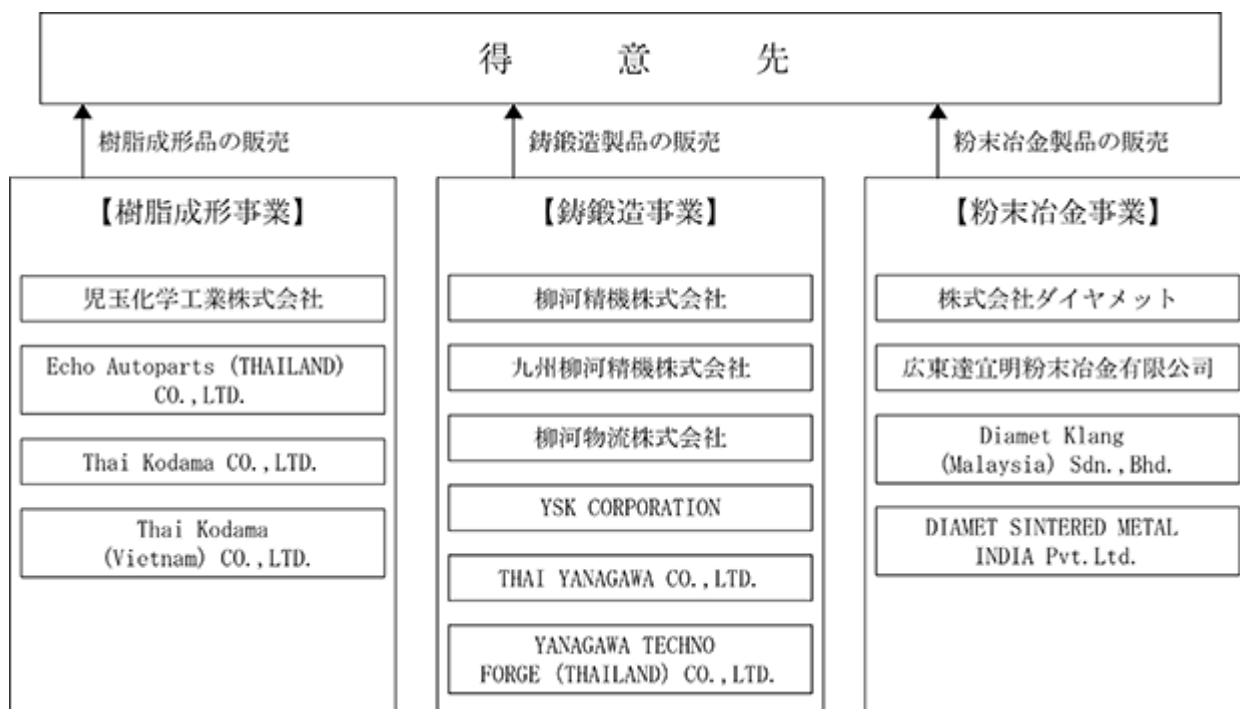 得意先
樹脂成形品の販売
鋳鍛造製品の販売
粉末冶金製品の販売
【樹脂成形事業】
児玉化学工業株式会社
Echo Autoparts (THAILAND)
CO.,LTD.
Thai Kodama CO.,LTD.
Thai Kodama
(Vietnam) CO.,LTD.
【鋳鍛造事業】
柳河精機株式会社
九州柳河精機株式会社
柳河物流株式会社
YSK CORPORATION
THAI YANAGAWA CO.,LTD.
YANAGAWA TECHNO
FORGE (THAILAND) CO.,LTD.
【粉末冶金事業】
株式会社ダイヤメット
広東達宜明粉末冶金有限公司
Diamet Klang
(Malaysia) Sdn.,Bhd.
DIAMET SINTERED METAL
INDIA Pvt.Ltd.